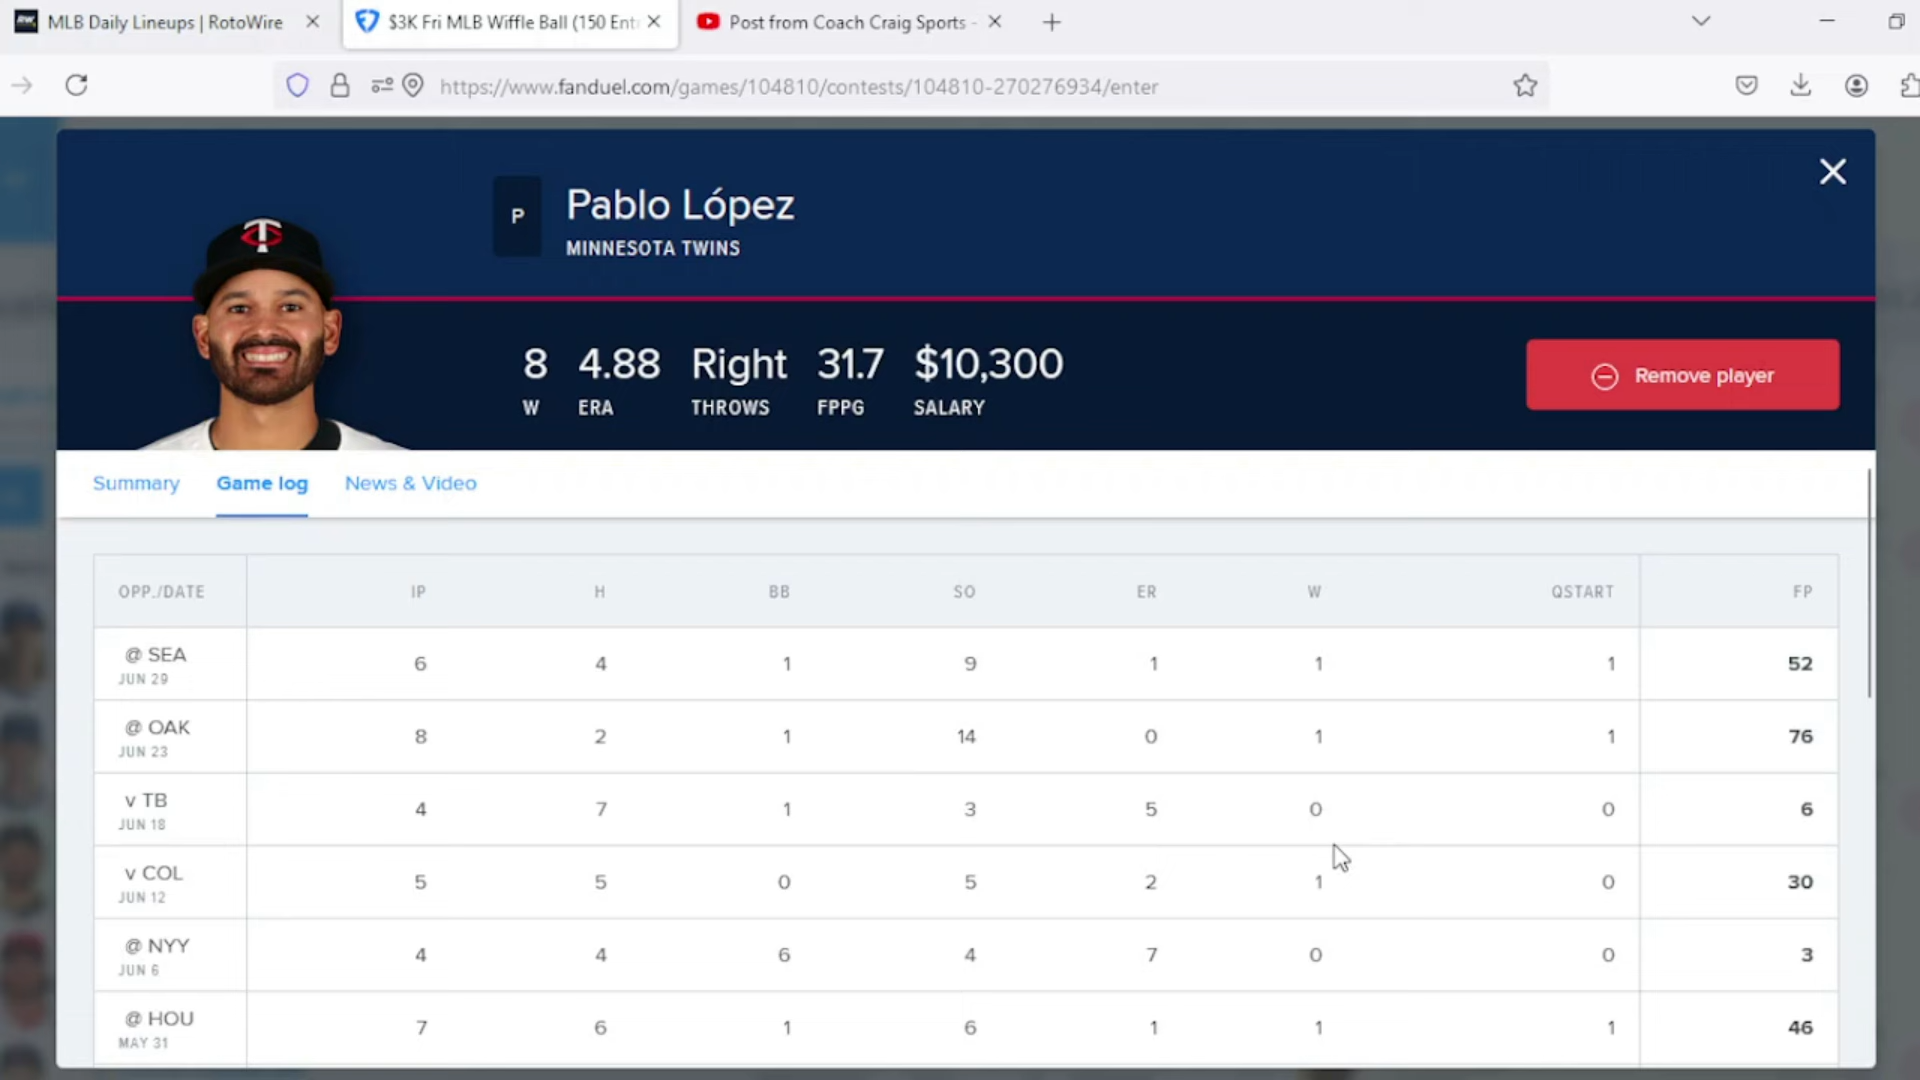 MLB Daily Lineups | RotoWire
$3K Fri MLB Wiffle Ball (150 Ent
Post from Coach Craig Sports -
https://www.fanduel.com/games/104810/contests/104810-270276934/enter
P
Pablo López
MINNESOTA TWINS
8 4.88 Right 31.7 $10,300
W ERA THROWS FPPG SALARY
Remove player
Summary Game log News & Video
OPP./DATE IP H BB SO ER W QSTART FP
@ SEA 6 4 1 9 1 1 1 52
JUN 29
@ OAK 8 2 1 14 0 1 1 76
JUN 23
v TB 4 7 1 3 5 0 0 6
JUN 18
v COL 5 5 0 5 2 1 0 30
JUN 12
@ NYY 4 4 6 4 7 0 0 3
JUN 6
@ HOU 7 6 1 6 1 1 1 46
MAY 31